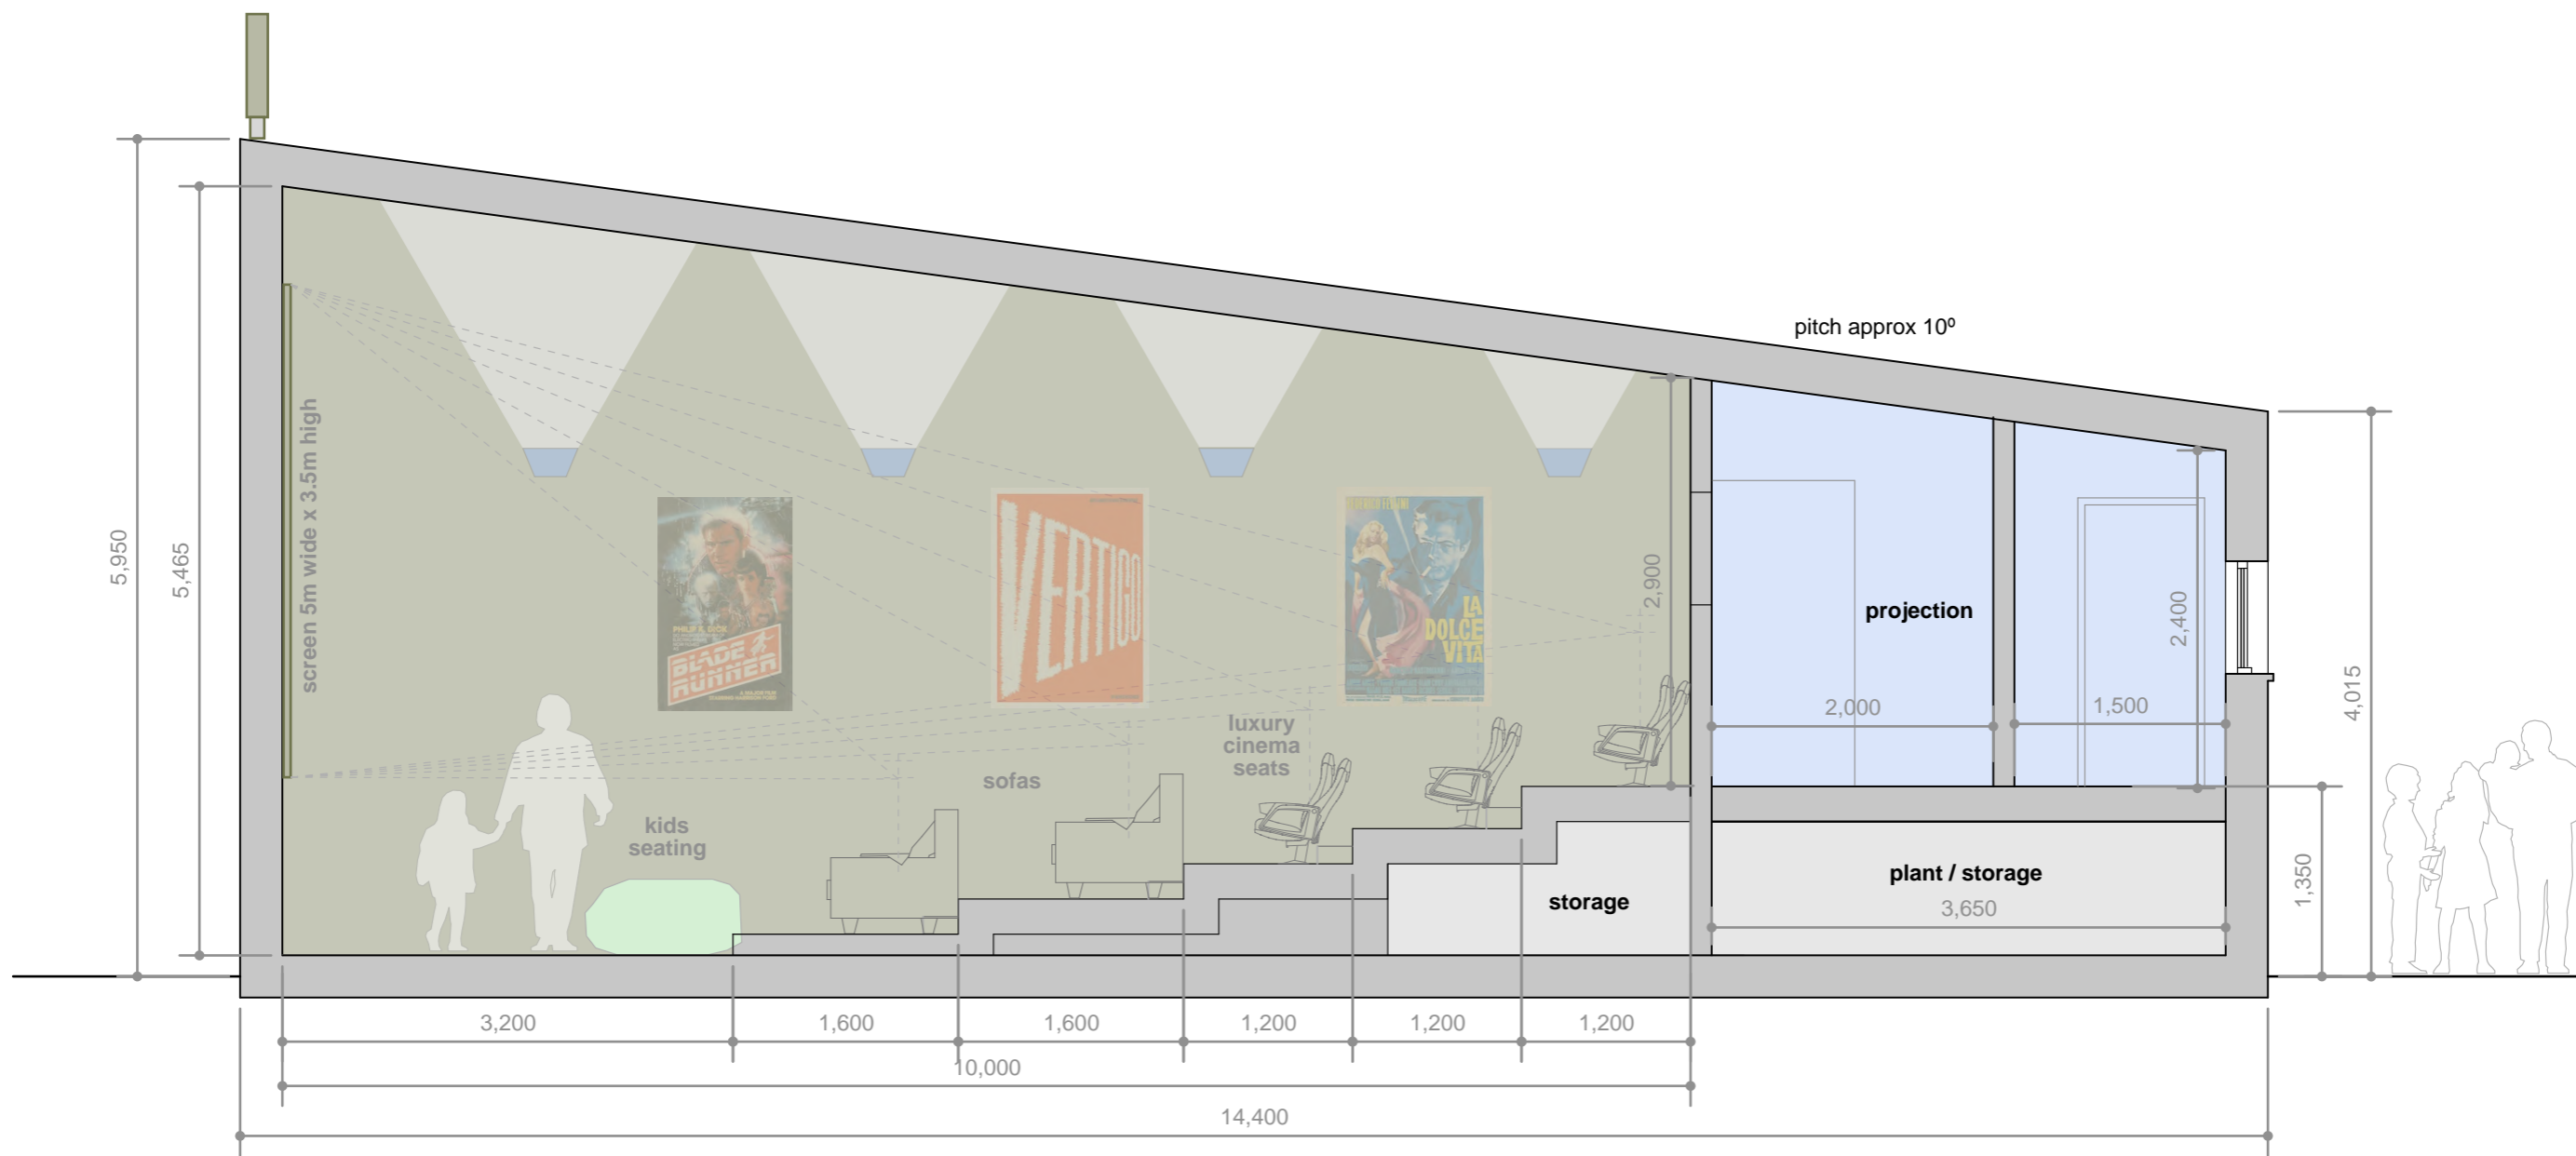 pitch approx 10º
screen 5m wide x 3.5m high
5,950
5,465
PHILIP K. DICK
BLADE
RUNNER
VERTIGO
FEDERICO FELLINI
LA
DOLCE
VITA
2,900
projection
2,400
2,000
1,500
4,015
luxury
cinema
seats
sofas
kids
seating
storage
plant / storage
3,650
1,350
3,200
1,600
1,600
1,200
1,200
1,200
10,000
14,400